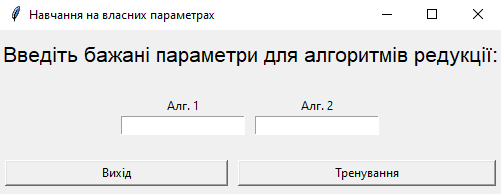 Навчання на власних параметрах
Введіть бажані параметри для алгоритмів редукції:
Алг. 1 Алг. 2
Вихід Тренування